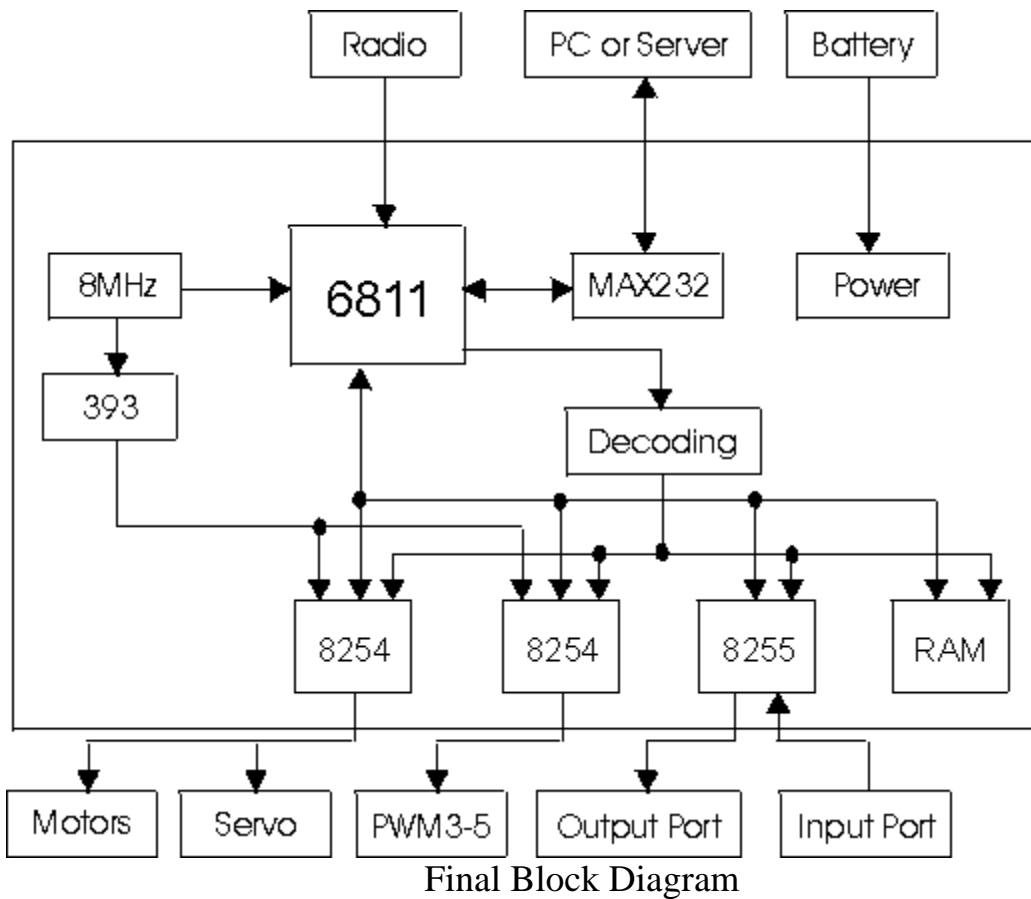 Radio
PC or Server
Battery
8MHz
6811
MAX232
Power
393
Decoding
8254
8254
8255
RAM
Motors
Servo
PWM3-5
Output Port
Input Port
Final Block Diagram